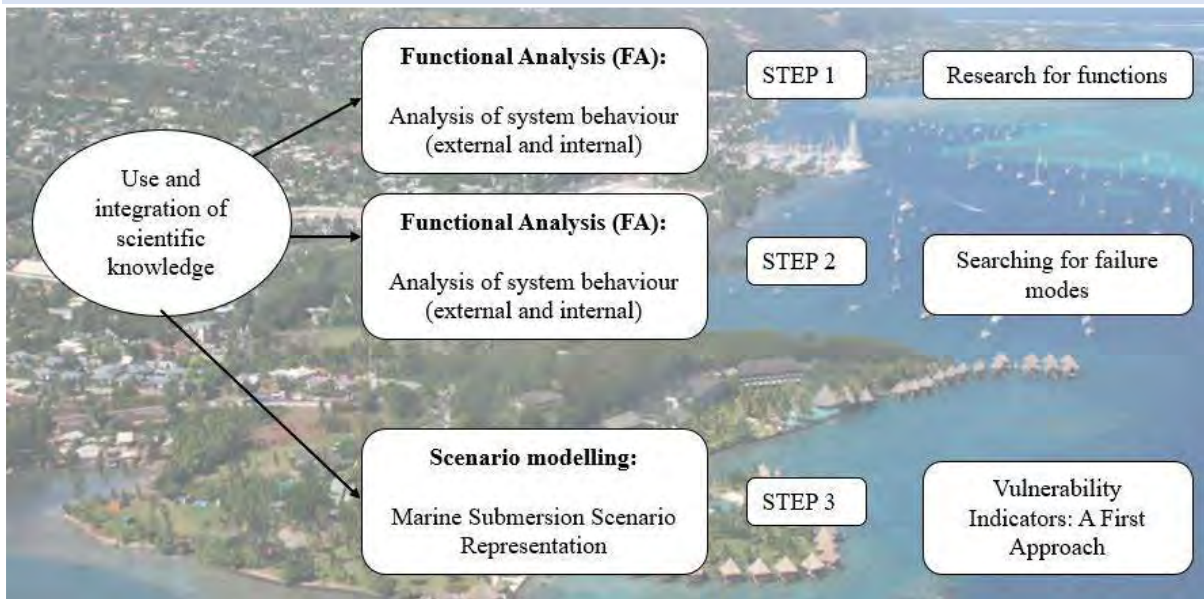 Use and
integration of
scientific
knowledge
Functional Analysis (FA):
Analysis of system behaviour
(external and internal)
STEP 1
Research for functions
Functional Analysis (FA):
Analysis of system behaviour
(external and internal)
STEP 2
Searching for failure
modes
Scenario modelling:
Marine Submersion Scenario
Representation
STEP 3
Vulnerability
Indicators: A First
Approach